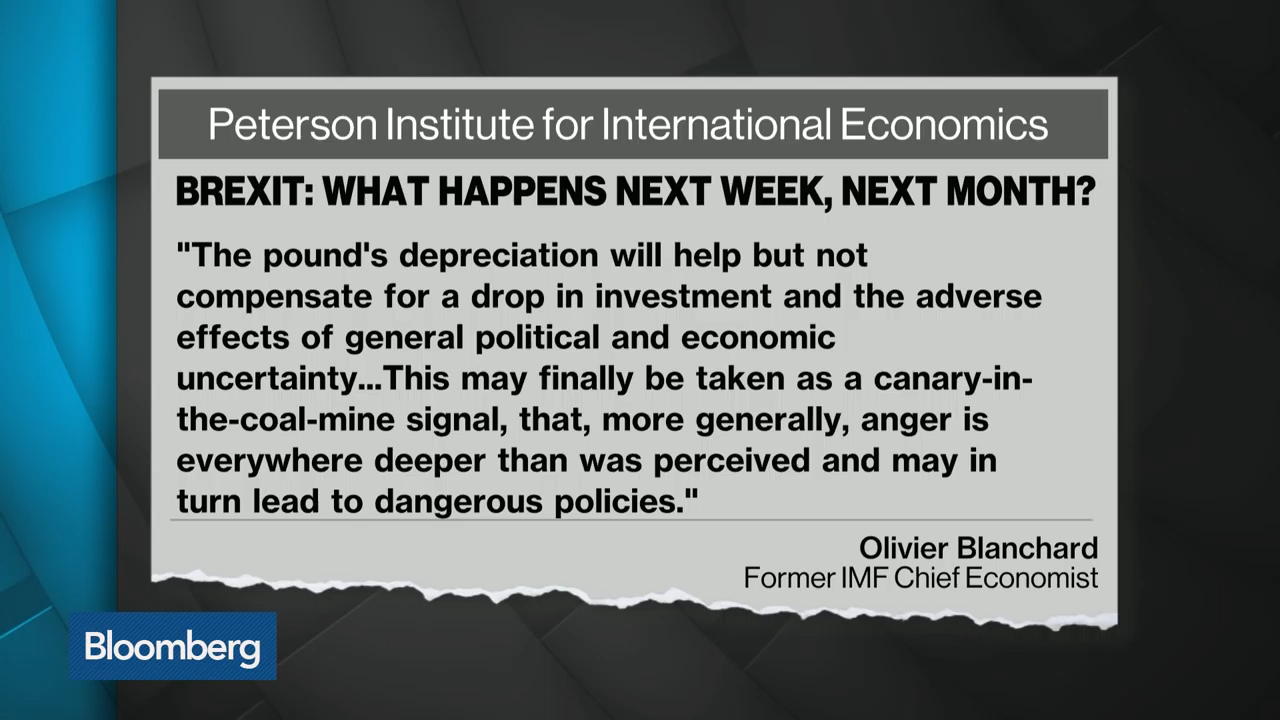 Peterson Institute for International Economics
BREXIT: WHAT HAPPENS NEXT WEEK, NEXT MONTH?
"The pound's depreciation will help but not
compensate for a drop in investment and the adverse
effects of general political and economic
uncertainty...This may finally be taken as a canary-in-
the-coal-mine signal, that, more generally, anger is
everywhere deeper than was perceived and may in
turn lead to dangerous policies."
Olivier Blanchard
Former IMF Chief Economist
Bloomberg